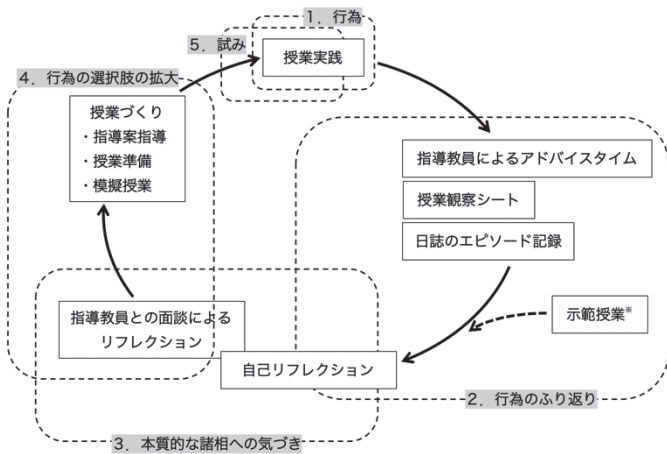 1．行為
5．試み
授業実践
4．行為の選択肢の拡大
授業づくり
・指導案指導
・授業準備
・模擬授業
指導教員によるアドバイスタイム
授業観察シート
日誌のエピソード記録
示範授業※
指導教員との面談による
リフレクション
自己リフレクション
2．行為のふり返り
3．本質的な諸相への気づき